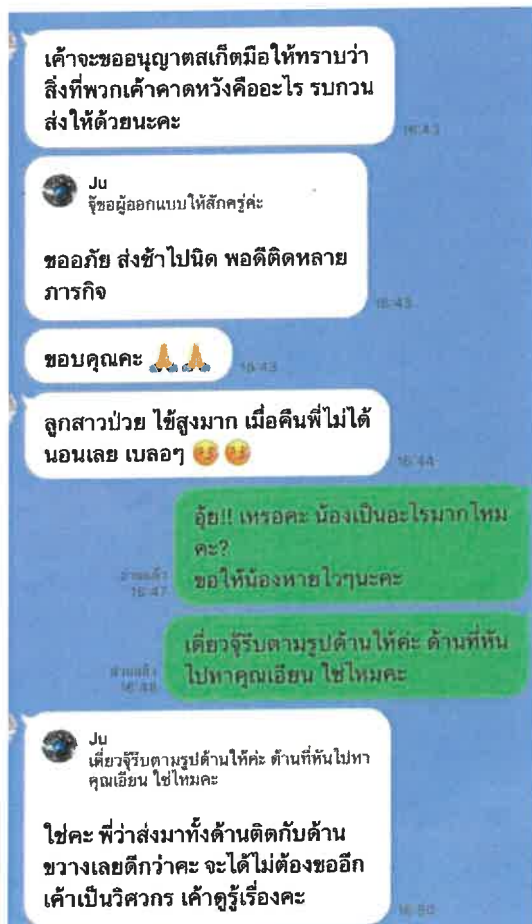 เค้าจะขออนุญาตสเก็ตมือให้ทราบว่า
สิ่งที่พวกเค้าคาดหวังคืออะไร รบกวน
ส่งให้ด้วยนะคะ
16:43
Ju
จุ๊ขอผู้ออกแบบให้สักครู่ค่ะ
ขออภัย ส่งช้าไปนิด พอดีติดหลาย
ภารกิจ
16:43
ขอบคุณคะ 🙏🙏
16:43
ลูกสาวป่วย ไข้สูงมาก เมื่อคืนพี่ไม่ได้
นอนเลย เบลอๆ 🤒🤒
16:44
อุ้ย!! เหรอคะ น้องเป็นอะไรมากไหม
คะ?
ขอให้น้องหายไวๆนะคะ
อ่านแล้ว
16:47
เดี่ยวจุ๊รีบตามรูปด้านให้ค่ะ ด้านที่หัน
ไปหาคุณเอียน ใช่ไหมคะ
อ่านแล้ว
16:48
Ju
เดี่ยวจุ๊รีบตามรูปด้านให้ค่ะ ด้านที่หันไปหา
คุณเอียน ใช่ไหมคะ
ใช่คะ พี่ว่าส่งมาทั้งด้านติดกับด้าน
ขวางเลยดีกว่าคะ จะได้ไม่ต้องขออีก
เค้าเป็นวิศวกร เค้าดูรู้เรื่องคะ
16:50